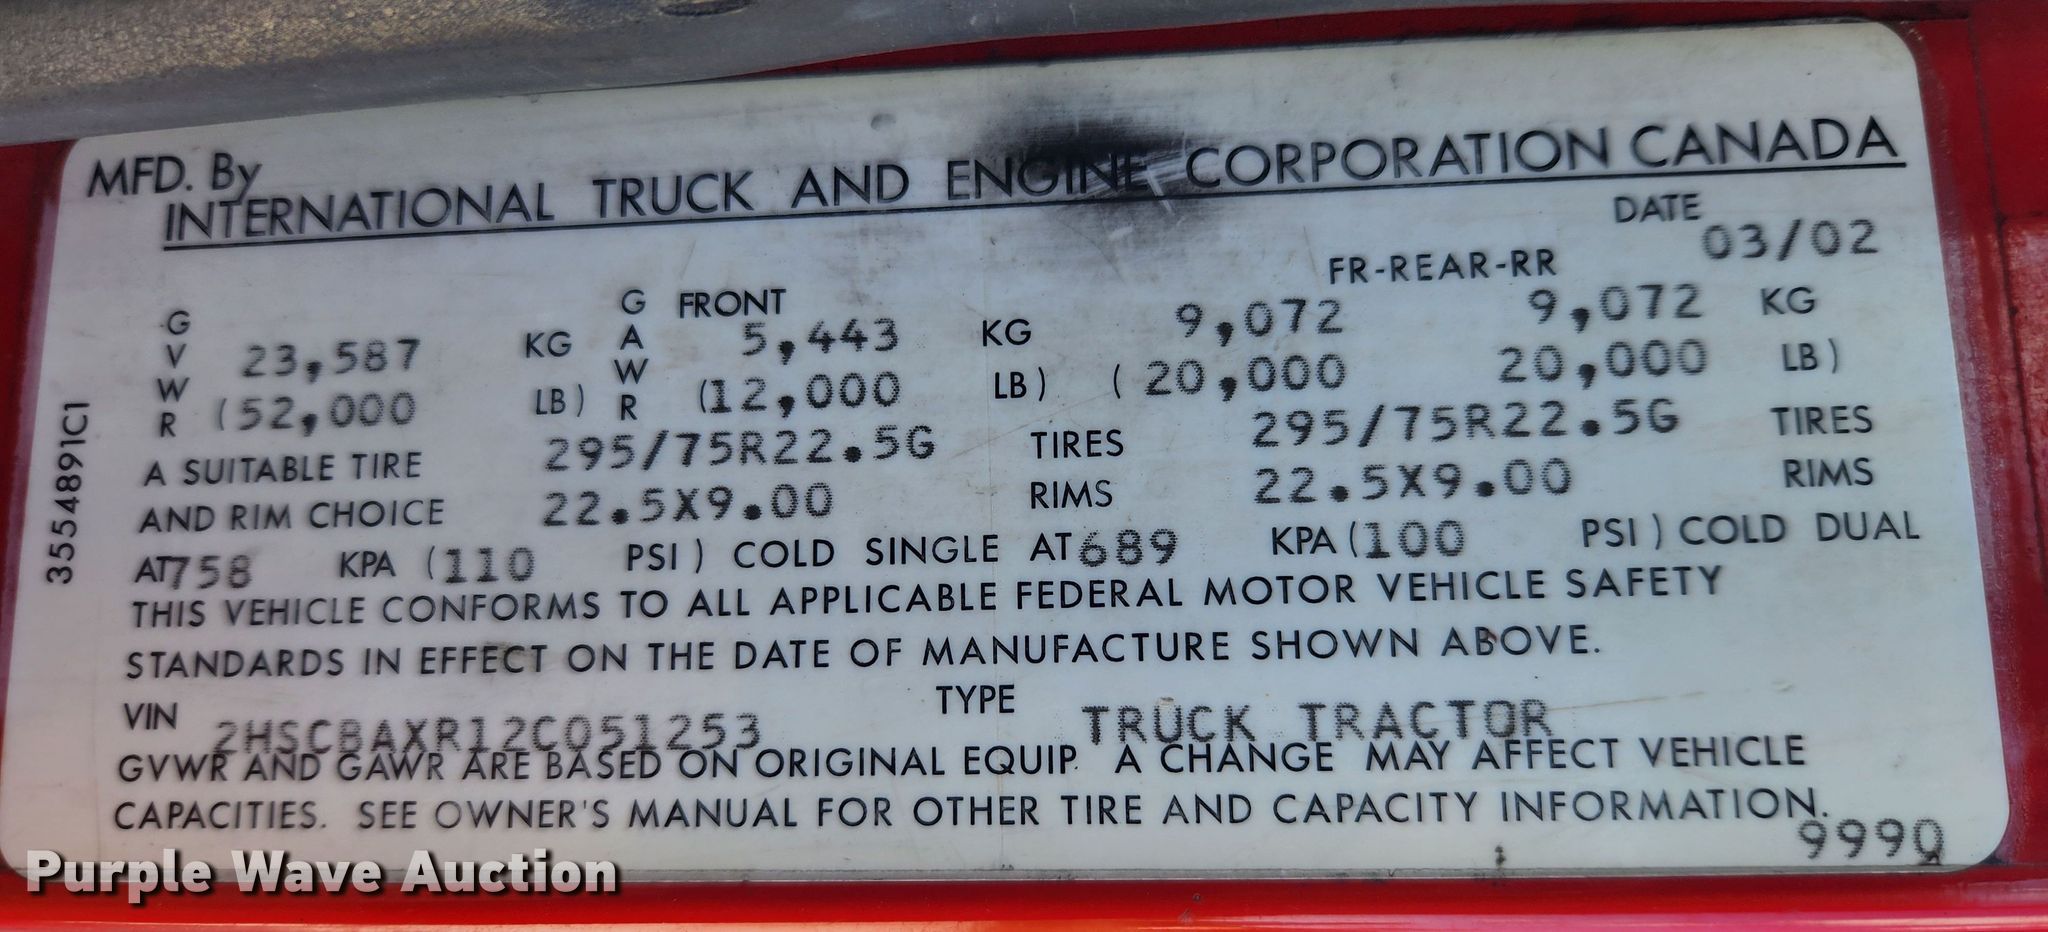 MFD. By
INTERNATIONAL TRUCK AND ENGINE CORPORATION CANADA
DATE 03/02
G FRONT FR-REAR-RR
G V W R 23,587 KG G A W R 5,443 KG 9,072 9,072 KG
(52,000 LB) (12,000 LB) (20,000 20,000 LB)
A SUITABLE TIRE 295/75R22.5G TIRES 295/75R22.5G TIRES
AND RIM CHOICE 22.5X9.00 RIMS 22.5X9.00 RIMS
AT758 KPA (110 PSI) COLD SINGLE AT689 KPA (100 PSI) COLD DUAL
THIS VEHICLE CONFORMS TO ALL APPLICABLE FEDERAL MOTOR VEHICLE SAFETY
STANDARDS IN EFFECT ON THE DATE OF MANUFACTURE SHOWN ABOVE.
VIN 2HSCBAXR12C051253 TYPE TRUCK TRACTOR
GVWR AND GAWR ARE BASED ON ORIGINAL EQUIP. A CHANGE MAY AFFECT VEHICLE
CAPACITIES. SEE OWNER'S MANUAL FOR OTHER TIRE AND CAPACITY INFORMATION.
9990
3554891C1
Purple Wave Auction